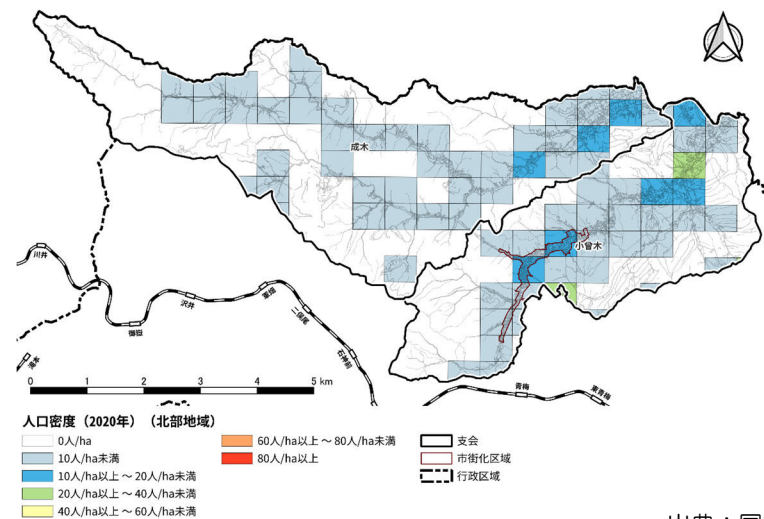 成木
小曾木
川井
沢井
軍畑
御嶽
二俣尾
石神前
滝本
青梅
東青梅
0 1 2 3 4 5 km
人口密度（2020年）（北部地域）
0人/ha
10人/ha未満
10人/ha以上 ～ 20人/ha未満
20人/ha以上 ～ 40人/ha未満
40人/ha以上 ～ 60人/ha未満
60人/ha以上 ～ 80人/ha未満
80人/ha以上
支会
市街化区域
行政区域